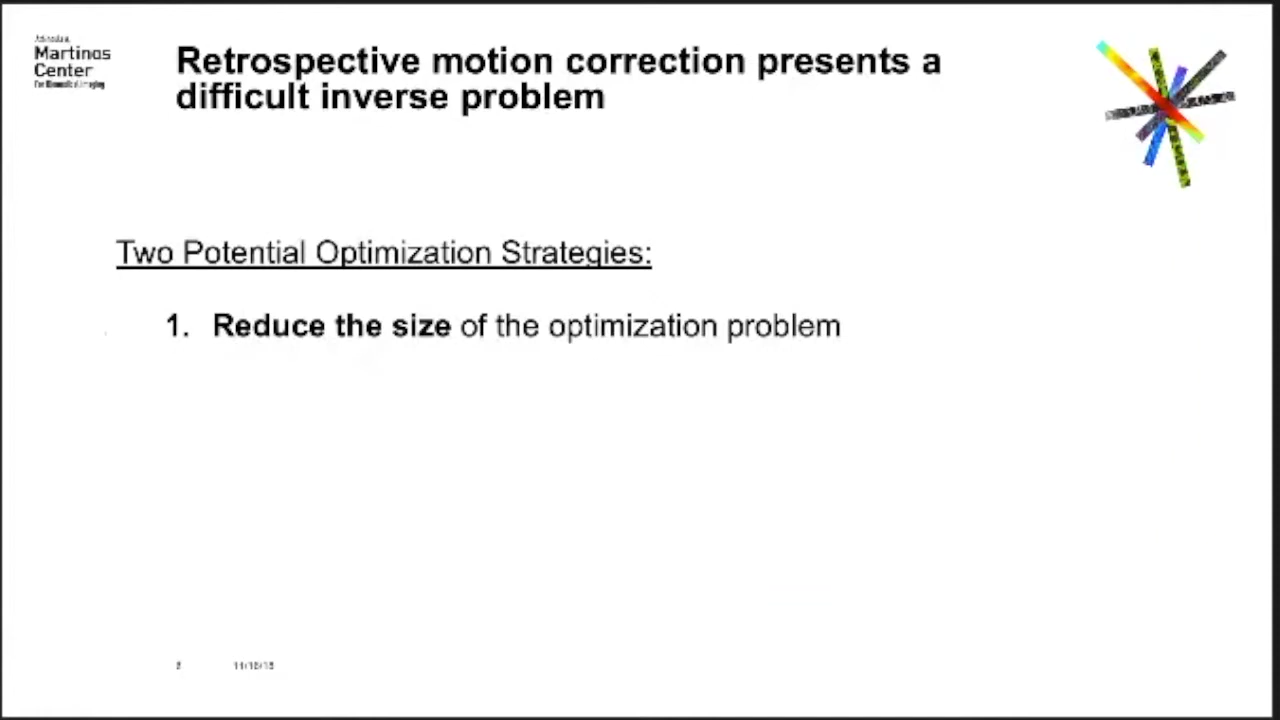 Martinos
Center
Retrospective motion correction presents a
difficult inverse problem
Two Potential Optimization Strategies:
1. Reduce the size of the optimization problem